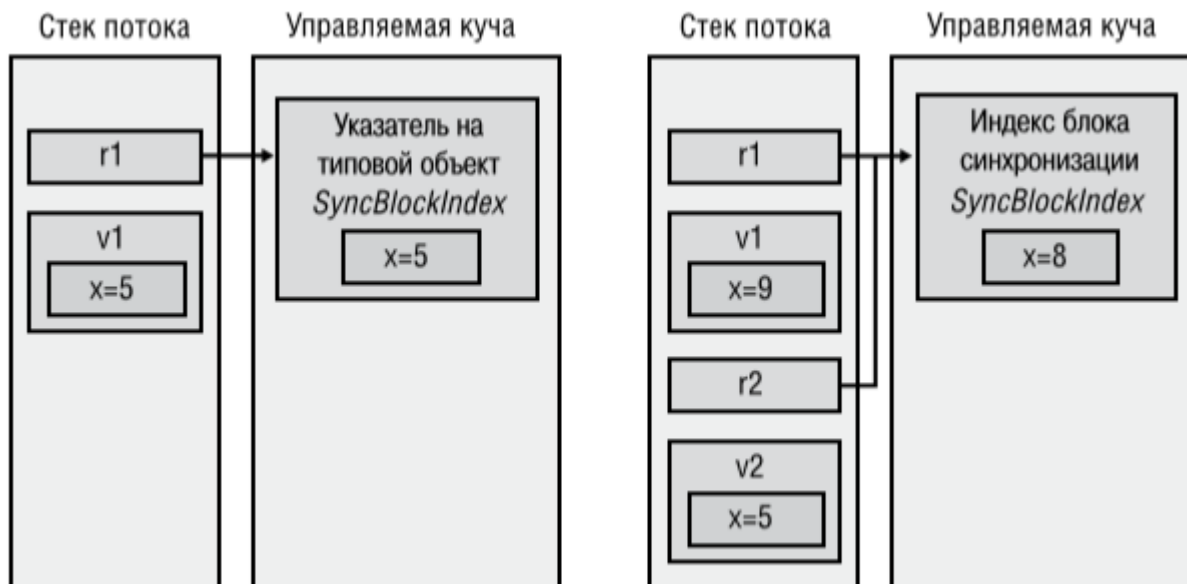 Стек потока
Управляемая куча
r1
v1
x=5
Указатель на
типовой объект
SyncBlockIndex
x=5
Стек потока
Управляемая куча
r1
v1
x=9
r2
v2
x=5
Индекс блока
синхронизации
SyncBlockIndex
x=8